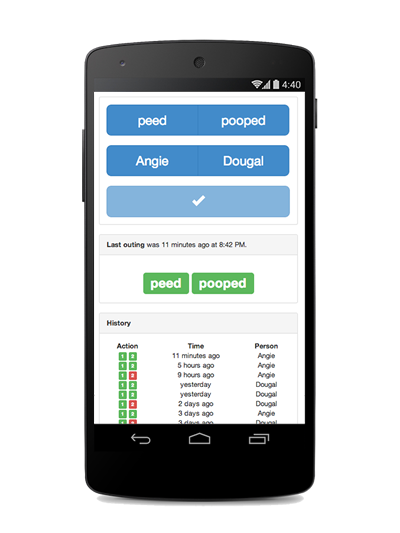 4:40
peed pooped
Angie Dougal
Last outing was 11 minutes ago at 8:42 PM.
peed pooped
History
Action Time Person
1 2 11 minutes ago Angie
1 2 5 hours ago Angie
1 2 9 hours ago Angie
1 2 yesterday Dougal
1 2 yesterday Dougal
1 2 2 days ago Dougal
1 2 3 days ago Angie
1 2 3 days ago Dougal